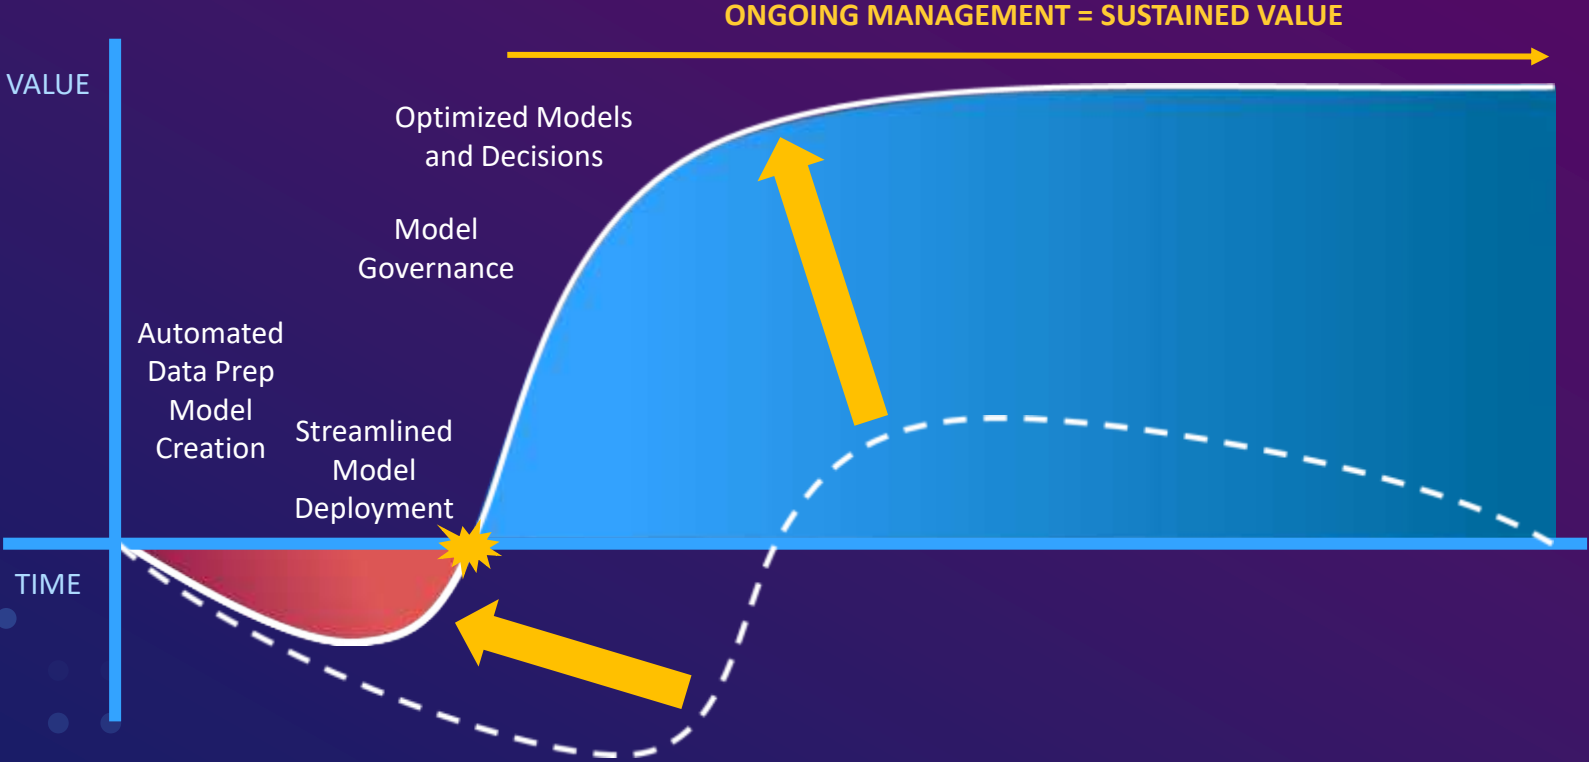 ONGOING MANAGEMENT = SUSTAINED VALUE
VALUE
Optimized Models
and Decisions
Model
Governance
Automated
Data Prep
Model
Creation
Streamlined
Model
Deployment
TIME